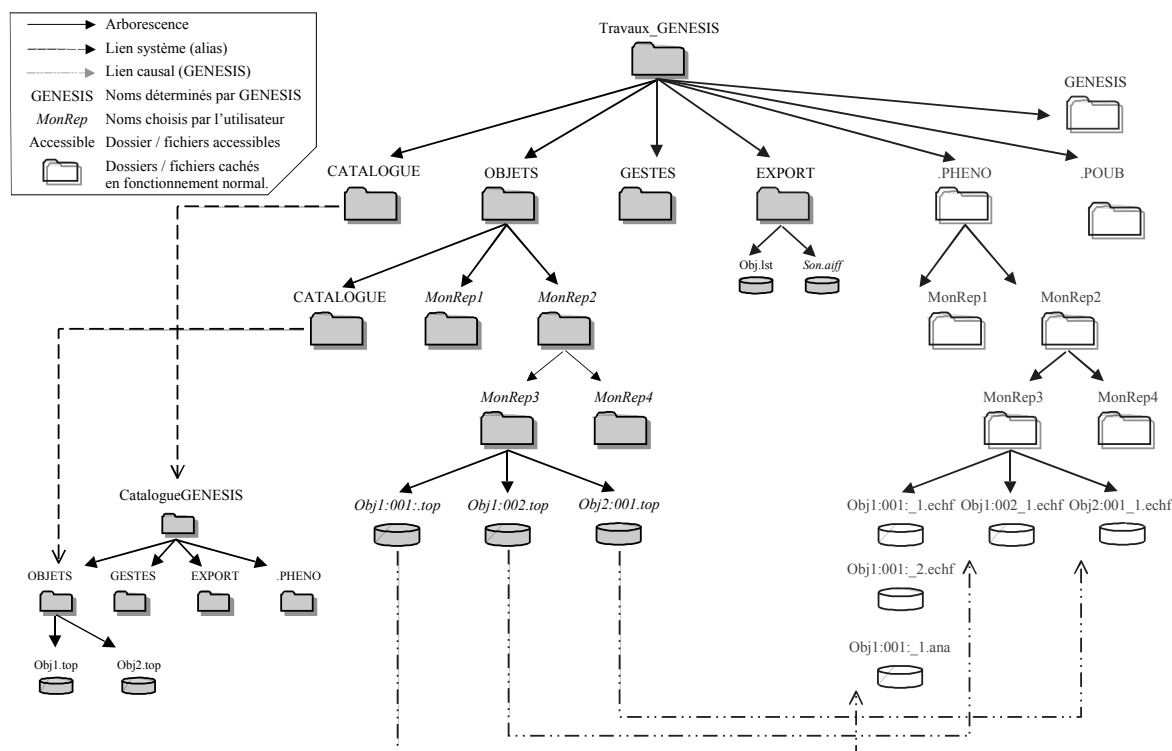 Arborescence
Lien système (alias)
Lien causal (GENESIS)
GENESIS Noms déterminés par GENESIS
MonRep Noms choisis par l'utilisateur
Accessible Dossier / fichiers accessibles
Dossiers / fichiers cachés
en fonctionnement normal.
Travaux_GENESIS
GENESIS
CATALOGUE OBJETS GESTES EXPORT .PHENO .POUB
Obj.lst Son.aiff
CATALOGUE MonRep1 MonRep2 MonRep1 MonRep2
MonRep3 MonRep4 MonRep3 MonRep4
CatalogueGENESIS
Obj1:001:.top Obj1:002.top Obj2:001.top Obj1:001:_1.echf Obj1:002_1.echf Obj2:001_1.echf
OBJETS GESTES EXPORT .PHENO
Obj1:001:_2.echf
Obj1:001:_1.ana
Obj1.top Obj2.top